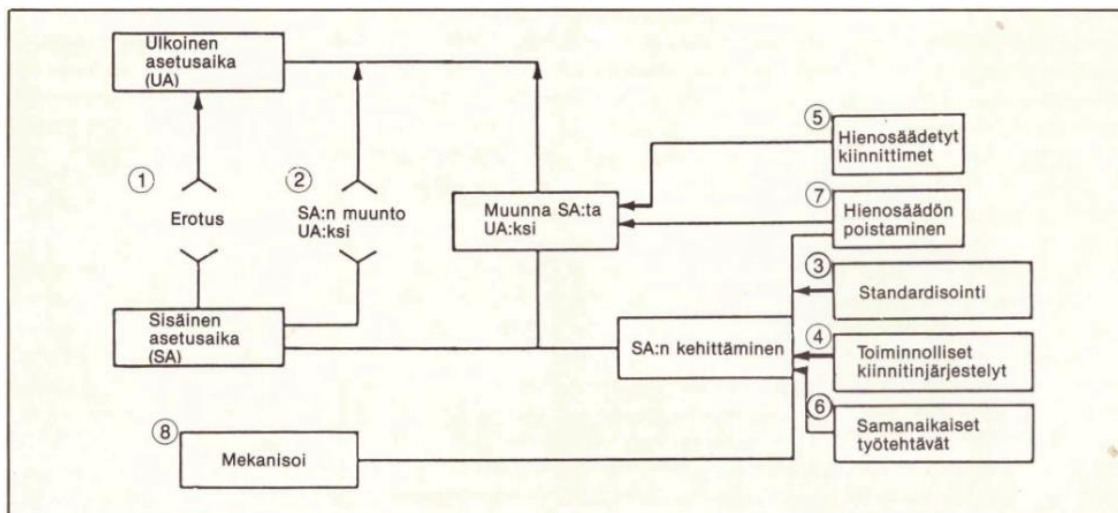 Ulkoinen
asetusaika
(UA)
1
Erotus
2
SA:n muunto
UA:ksi
Sisäinen
asetusaika
(SA)
Muunna SA:ta
UA:ksi
SA:n kehittäminen
5
Hienosäädetyt
kiinnittimet
7
Hienosäädön
poistaminen
3
Standardisointi
4
Toiminnolliset
kiinnitinjärjestelyt
6
Samanaikaiset
työtehtävät
8
Mekanisoi